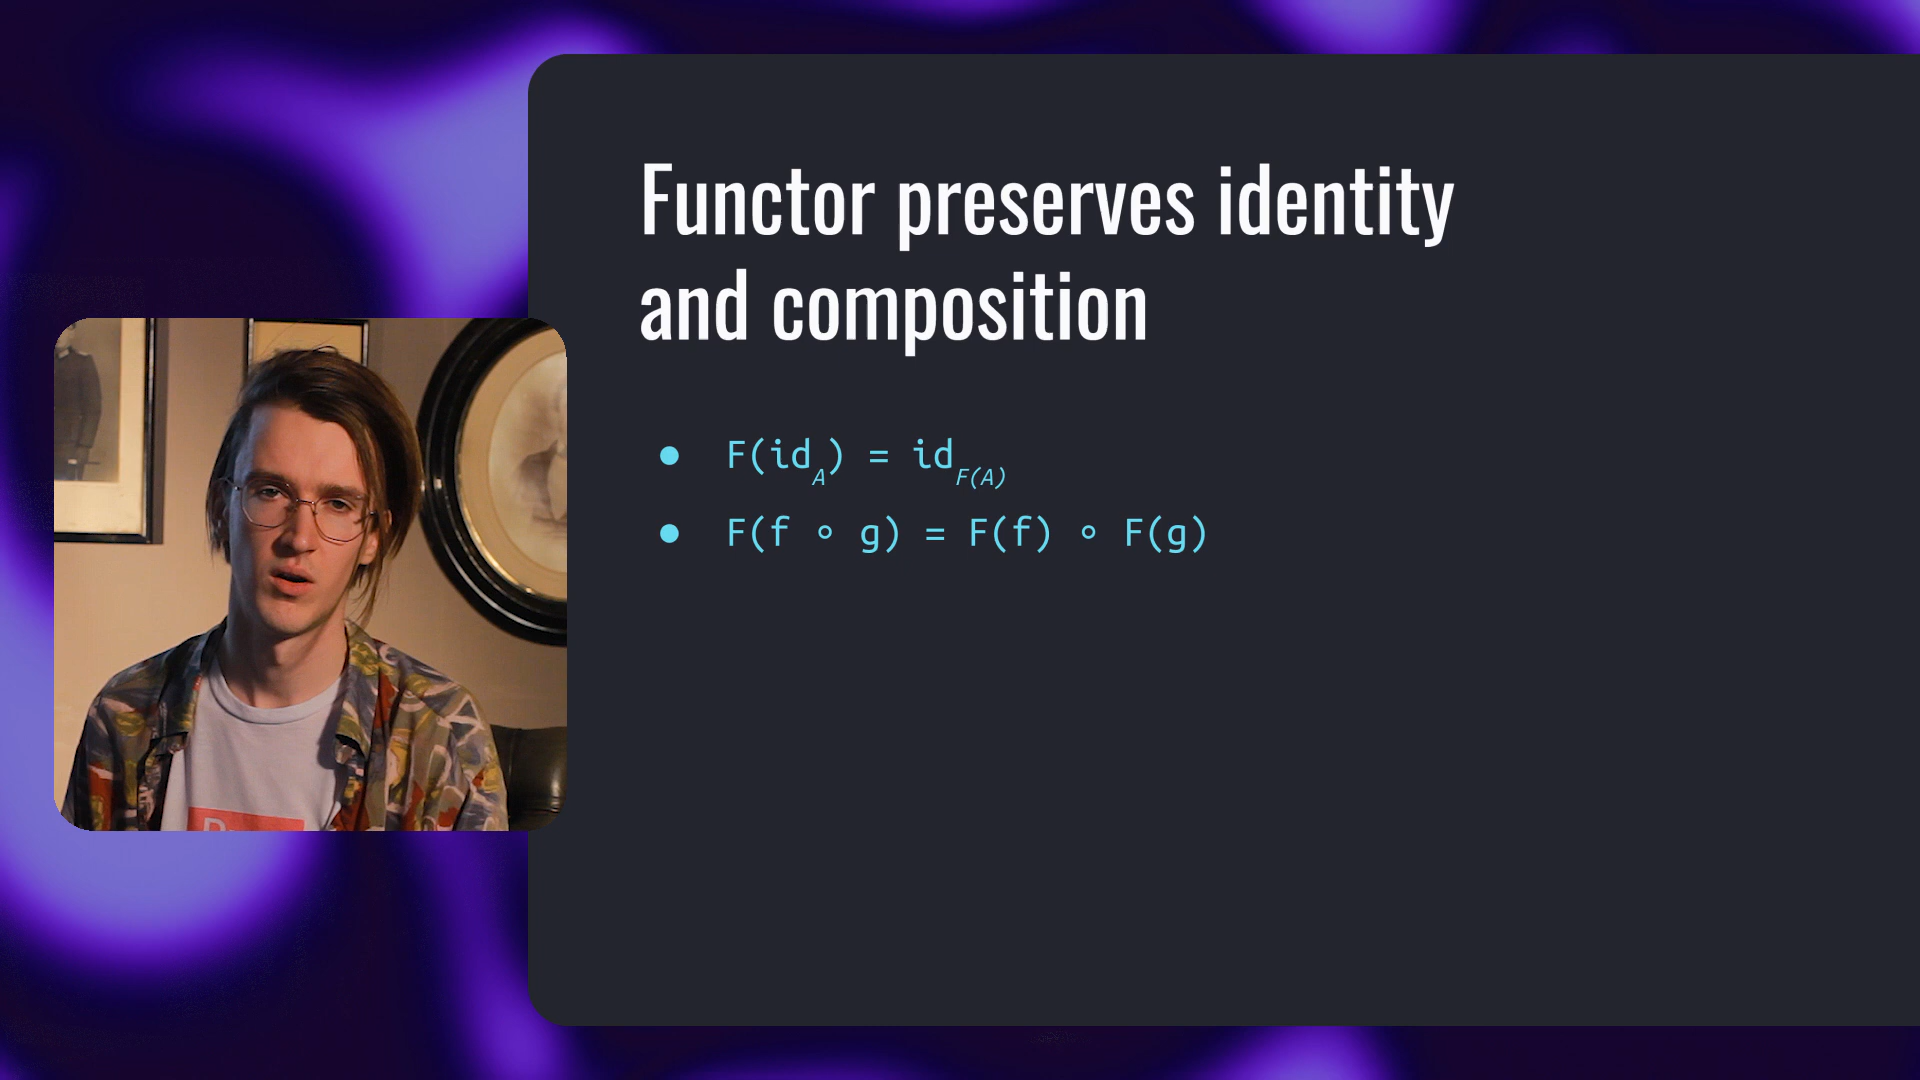 Functor preserves identity
and composition
● F(id_A) = id_F(A)
● F(f ∘ g) = F(f) ∘ F(g)